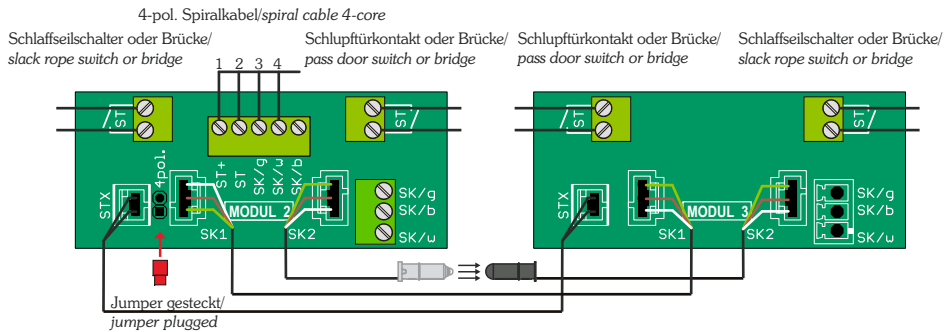 4-pol. Spiralkabel/spiral cable 4-core
Schlaffseilschalter oder Brücke/
slack rope switch or bridge
Schlupftürkontakt oder Brücke/
pass door switch or bridge
Schlupftürkontakt oder Brücke/
pass door switch or bridge
Schlaffseilschalter oder Brücke/
slack rope switch or bridge
1 2 3 4
ST
ST
ST
ST
ST+
ST
SK/g
SK/w
SK/b
STX
4pol.
MODUL 2
SK1
SK2
SK/g
SK/b
SK/w
STX
MODUL 3
SK1
SK2
SK/g
SK/b
SK/w
Jumper gesteckt/
jumper plugged